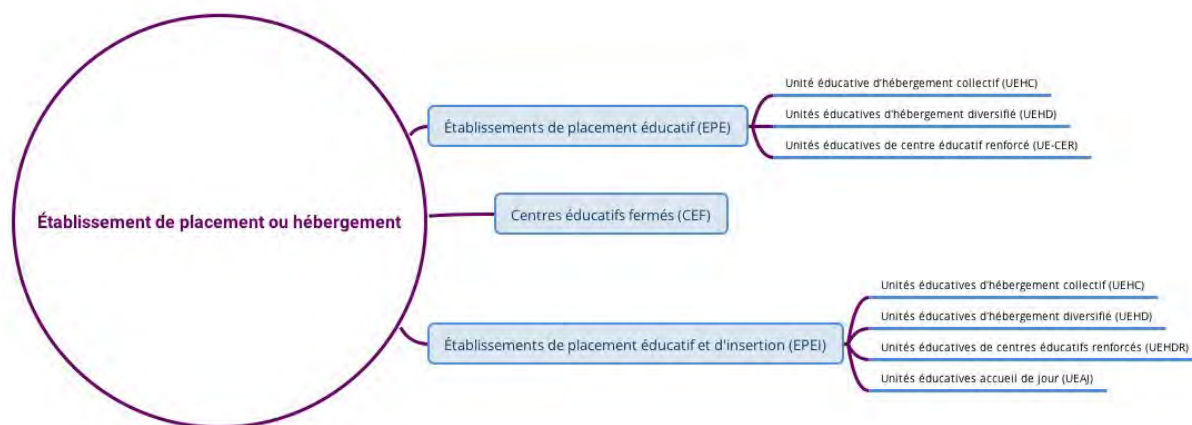 Établissement de placement ou hébergement
Établissements de placement éducatif (EPE)
Unité éducative d'hébergement collectif (UEHC)
Unités éducatives d'hébergement diversifié (UEHD)
Unités éducatives de centre éducatif renforcé (UE-CER)
Centres éducatifs fermés (CEF)
Établissements de placement éducatif et d'insertion (EPEI)
Unités éducatives d'hébergement collectif (UEHC)
Unités éducatives d'hébergement diversifié (UEHD)
Unités éducatives de centres éducatifs renforcés (UEHDR)
Unités éducatives accueil de jour (UEAJ)